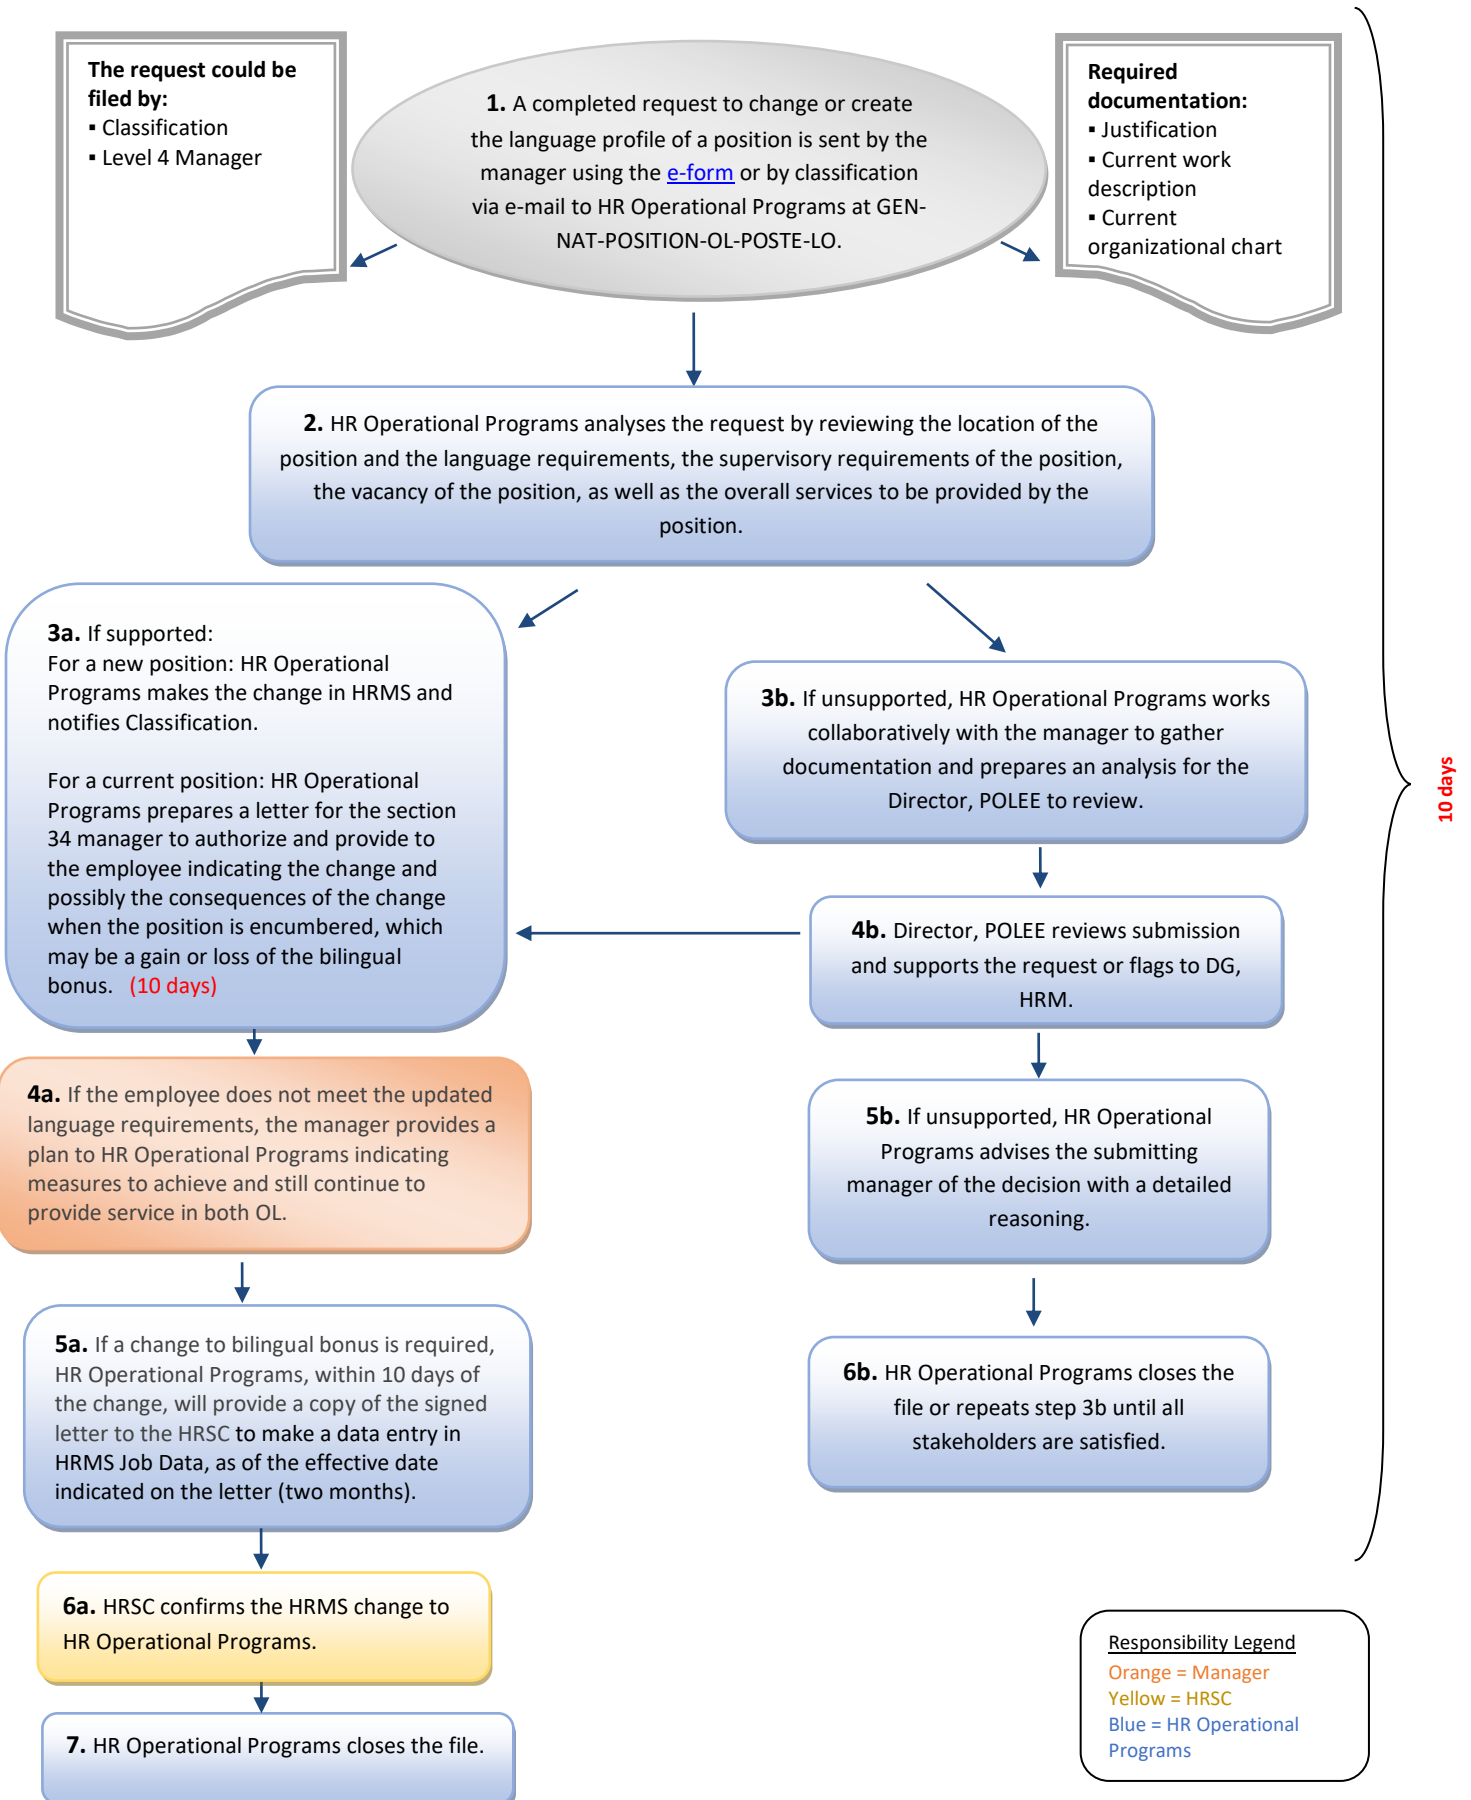 The request could be
filed by:
▪ Classification
▪ Level 4 Manager
1. A completed request to change or create
the language profile of a position is sent by the
manager using the e-form or by classification
via e-mail to HR Operational Programs at GEN-
NAT-POSITION-OL-POSTE-LO.
Required
documentation:
▪ Justification
▪ Current work
description
▪ Current
organizational chart
2. HR Operational Programs analyses the request by reviewing the location of the
position and the language requirements, the supervisory requirements of the position,
the vacancy of the position, as well as the overall services to be provided by the
position.
3a. If supported:
For a new position: HR Operational
Programs makes the change in HRMS and
notifies Classification.
For a current position: HR Operational
Programs prepares a letter for the section
34 manager to authorize and provide to
the employee indicating the change and
possibly the consequences of the change
when the position is encumbered, which
may be a gain or loss of the bilingual
bonus. (10 days)
3b. If unsupported, HR Operational Programs works
collaboratively with the manager to gather
documentation and prepares an analysis for the
Director, POLEE to review.
10 days
4b. Director, POLEE reviews submission
and supports the request or flags to DG,
HRM.
4a. If the employee does not meet the updated
language requirements, the manager provides a
plan to HR Operational Programs indicating
measures to achieve and still continue to
provide service in both OL.
5b. If unsupported, HR Operational
Programs advises the submitting
manager of the decision with a detailed
reasoning.
5a. If a change to bilingual bonus is required,
HR Operational Programs, within 10 days of
the change, will provide a copy of the signed
letter to the HRSC to make a data entry in
HRMS Job Data, as of the effective date
indicated on the letter (two months).
6b. HR Operational Programs closes the
file or repeats step 3b until all
stakeholders are satisfied.
6a. HRSC confirms the HRMS change to
HR Operational Programs.
7. HR Operational Programs closes the file.
Responsibility Legend
Orange = Manager
Yellow = HRSC
Blue = HR Operational
Programs